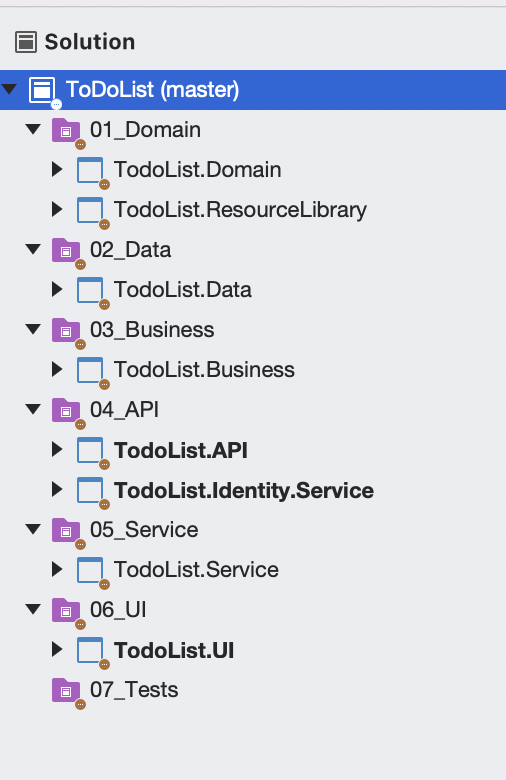 Solution
ToDoList (master)
01_Domain
TodoList.Domain
TodoList.ResourceLibrary
02_Data
TodoList.Data
03_Business
TodoList.Business
04_API
TodoList.API
TodoList.Identity.Service
05_Service
TodoList.Service
06_UI
TodoList.UI
07_Tests